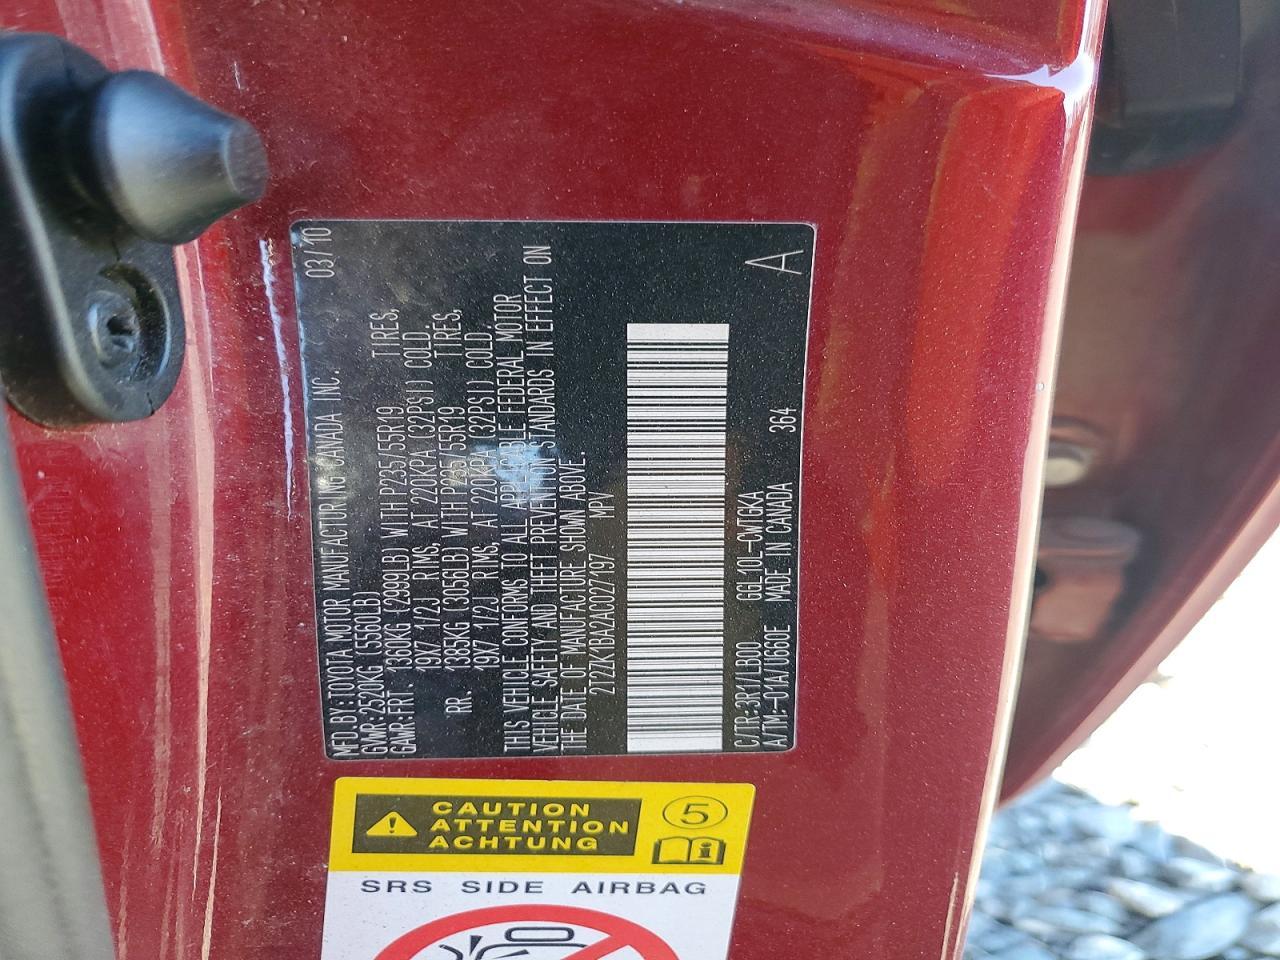 MFD.BY:TOYOTA MOTOR MANUFACTURING CANADA INC. 03/10
GVWR:2520KG (5560LB)
GAWR:FRT. 1360KG (2999LB) WITH P235/55R19 TIRES,
19X7 1/2J RIMS, AT 220KPA (32PSI) COLD.
RR. 1385KG (3056LB) WITH P235/55R19 TIRES,
19X7 1/2J RIMS, AT 220KPA (32PSI) COLD.
THIS VEHICLE CONFORMS TO ALL APPLICABLE FEDERAL MOTOR
VEHICLE SAFETY AND THEFT PREVENTION STANDARDS IN EFFECT ON
THE DATE OF MANUFACTURE SHOWN ABOVE.
2T2ZK1BA2AC027197 MPV
C/TR:3R1/LB00 GGL10L-CWTGKA
A/TM:-01A/U660E MADE IN CANADA 364
A
CAUTION
ATTENTION
ACHTUNG
5
SRS SIDE AIRBAG